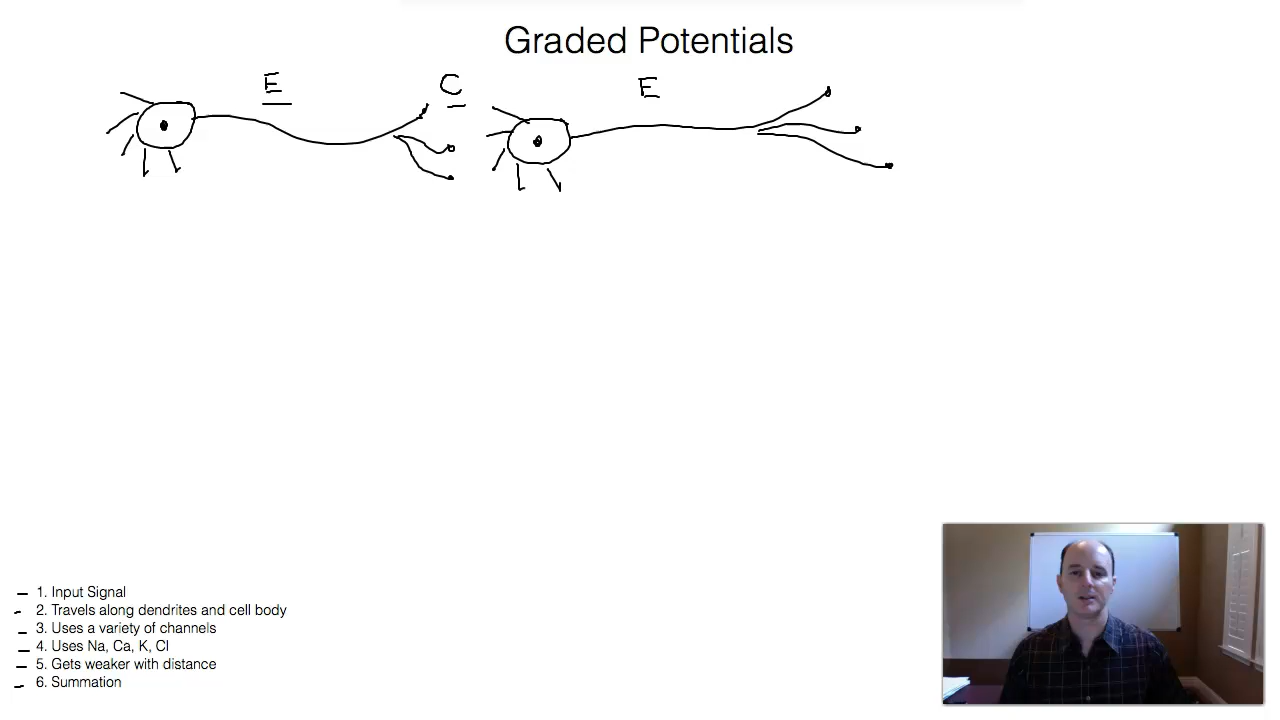 Graded Potentials
E C E
1. Input Signal
2. Travels along dendrites and cell body
3. Uses a variety of channels
4. Uses Na, Ca, K, Cl
5. Gets weaker with distance
6. Summation